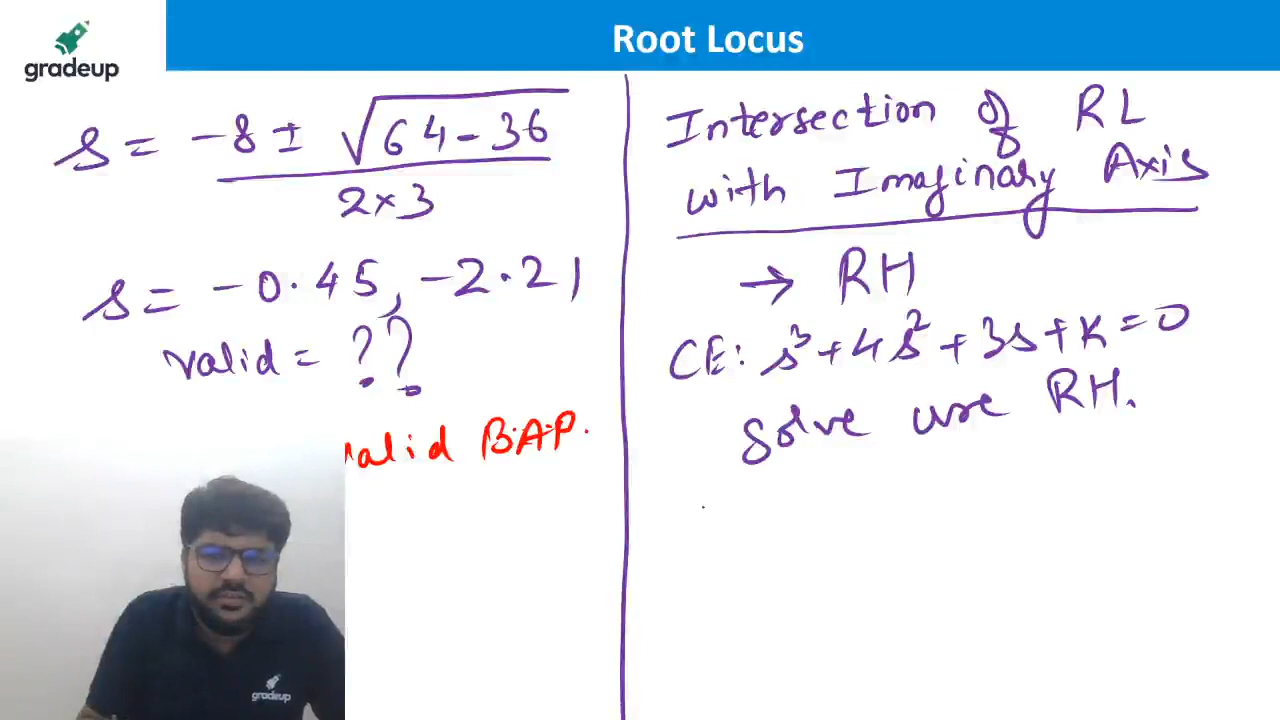 gradeup
Root Locus
s = -8 ± √64-36
2×3
s = -0.45, -2.21
valid = ??
valid B.A.P.
Intersection of RL
with Imaginary Axis
→ RH
CE: s³+4s²+3s+k=0
solve use RH.
gradeup